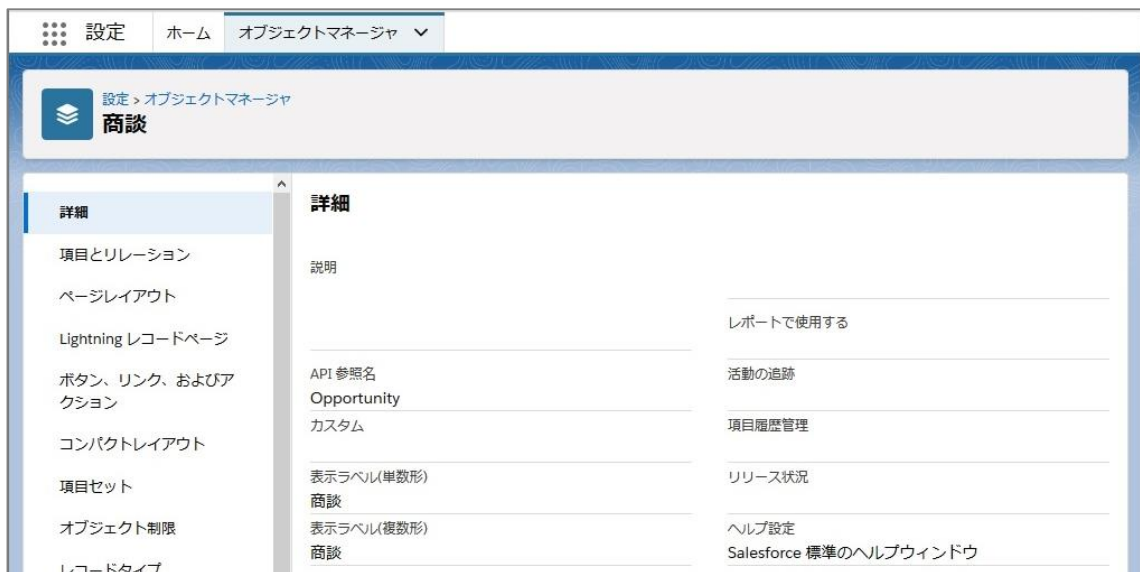 設定 ホーム オブジェクトマネージャ
設定 > オブジェクトマネージャ
商談
詳細
項目とリレーション
ページレイアウト
Lightning レコードページ
ボタン、リンク、およびア
クション
コンパクトレイアウト
項目セット
オブジェクト制限
レコードタイプ
詳細
説明
レポートで使用する
API 参照名
Opportunity
活動の追跡
カスタム
項目履歴管理
表示ラベル(単数形)
商談
リリース状況
表示ラベル(複数形)
商談
ヘルプ設定
Salesforce 標準のヘルプウィンドウ